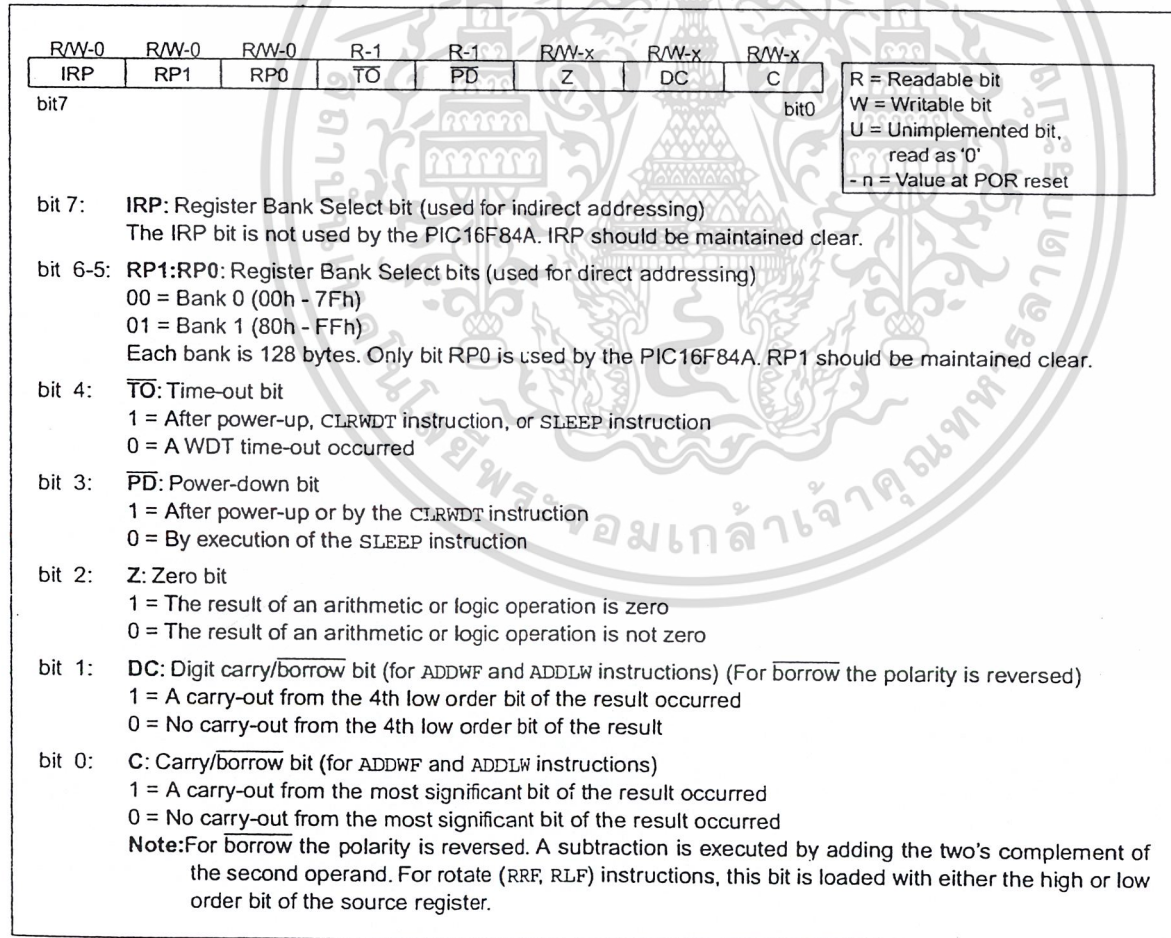 R/W-0 R/W-0 R/W-0 R-1 R-1 R/W-x R/W-x R/W-x
IRP RP1 RP0 T̅O̅ P̅D̅ Z DC C
bit7 bit0
R = Readable bit
W = Writable bit
U = Unimplemented bit,
read as '0'
- n = Value at POR reset
bit 7: IRP: Register Bank Select bit (used for indirect addressing)
The IRP bit is not used by the PIC16F84A. IRP should be maintained clear.
bit 6-5: RP1:RP0: Register Bank Select bits (used for direct addressing)
00 = Bank 0 (00h - 7Fh)
01 = Bank 1 (80h - FFh)
Each bank is 128 bytes. Only bit RP0 is used by the PIC16F84A. RP1 should be maintained clear.
bit 4: T̅O̅: Time-out bit
1 = After power-up, CLRWDT instruction, or SLEEP instruction
0 = A WDT time-out occurred
bit 3: P̅D̅: Power-down bit
1 = After power-up or by the CLRWDT instruction
0 = By execution of the SLEEP instruction
bit 2: Z: Zero bit
1 = The result of an arithmetic or logic operation is zero
0 = The result of an arithmetic or logic operation is not zero
bit 1: DC: Digit carry/b̅o̅r̅r̅o̅w̅ bit (for ADDWF and ADDLW instructions) (For b̅o̅r̅r̅o̅w̅ the polarity is reversed)
1 = A carry-out from the 4th low order bit of the result occurred
0 = No carry-out from the 4th low order bit of the result
bit 0: C: Carry/b̅o̅r̅r̅o̅w̅ bit (for ADDWF and ADDLW instructions)
1 = A carry-out from the most significant bit of the result occurred
0 = No carry-out from the most significant bit of the result occurred
Note:For b̅o̅r̅r̅o̅w̅ the polarity is reversed. A subtraction is executed by adding the two's complement of
the second operand. For rotate (RRF, RLF) instructions, this bit is loaded with either the high or low
order bit of the source register.